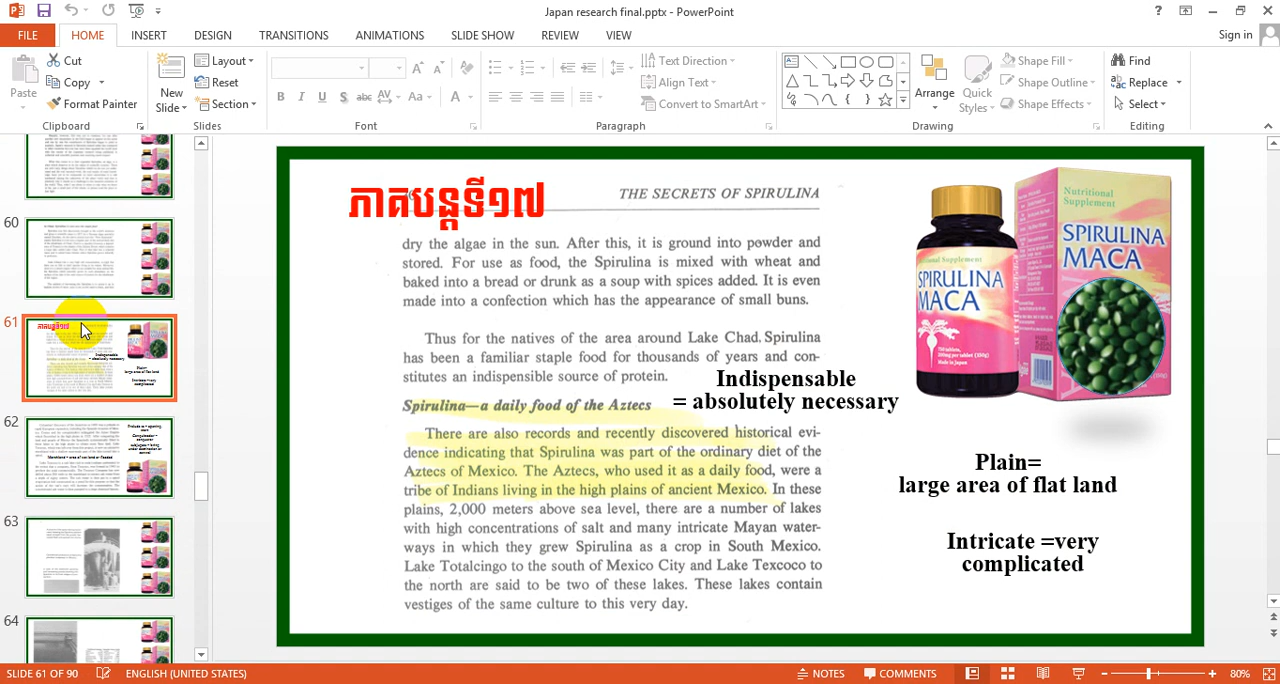 Japan research final.pptx - PowerPoint
Sign in
FILE HOME INSERT DESIGN TRANSITIONS ANIMATIONS SLIDE SHOW REVIEW VIEW
Paste
Cut
Copy
Format Painter
Clipboard
New
Slide
Layout
Reset
Section
Slides
B I U S abc AV Aa A
Font
Text Direction
Align Text
Convert to SmartArt
Paragraph
Arrange
Quick
Styles
Shape Fill
Shape Outline
Shape Effects
Drawing
Find
Replace
Select
Editing
60
61
62
63
64
ភាគបន្តទី១៧
THE SECRETS OF SPIRULINA
dry the algae in the sun. After this, it is ground into powder and
stored. For use as food, the Spirulina is mixed with wheat and
baked into a bread or drunk as a soup with spices added. It is even
made into a confection which has the appearance of small buns.
Thus for the natives of the area around Lake Chad, Spirulina
has been a familiar staple food for thousands of years and con-
stitutes an indispensible source of protein.
Indispensable
= absolutely necessary
Spirulina—a daily food of the Aztecs
There are old records and recently discovered historical evi-
dence indicating that Spirulina was part of the ordinary diet of the
Aztecs of Mexico. The Aztecs, who used it as a daily food, were a
tribe of Indians living in the high plains of ancient Mexico. In these
plains, 2,000 meters above sea level, there are a number of lakes
with high concentrations of salt and many intricate Mayan water-
ways in which they grew Spirulina as a crop in South Mexico.
Lake Totalcingo to the south of Mexico City and Lake Texcoco to
the north are said to be two of these lakes. These lakes contain
vestiges of the same culture to this very day.
Plain=
large area of flat land
Intricate =very
complicated
Nutritional
Supplement
SPIRULINA
MACA
Nutritional Supplement
SPIRULINA
MACA
Made in Japan
SLIDE 61 OF 90
ENGLISH (UNITED STATES)
NOTES
COMMENTS
80%